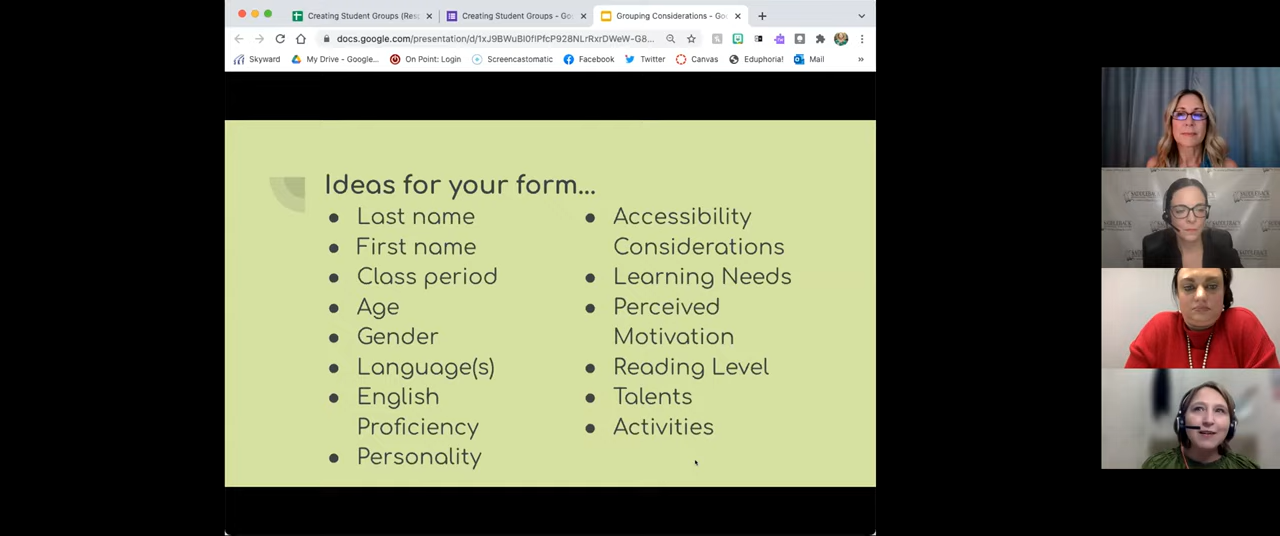 Creating Student Groups (Res
Creating Student Groups - Go
Grouping Considerations - Go
docs.google.com/presentation/d/1xJ9BWuBl0fIPfcP928NLrRxrDWeW-G8...
Skyward
My Drive - Google...
On Point: Login
Screencastomatic
Facebook
Twitter
Canvas
Eduphoria!
Mail
Ideas for your form...
Last name
First name
Class period
Age
Gender
Language(s)
English
Proficiency
Personality
Accessibility
Considerations
Learning Needs
Perceived
Motivation
Reading Level
Talents
Activities